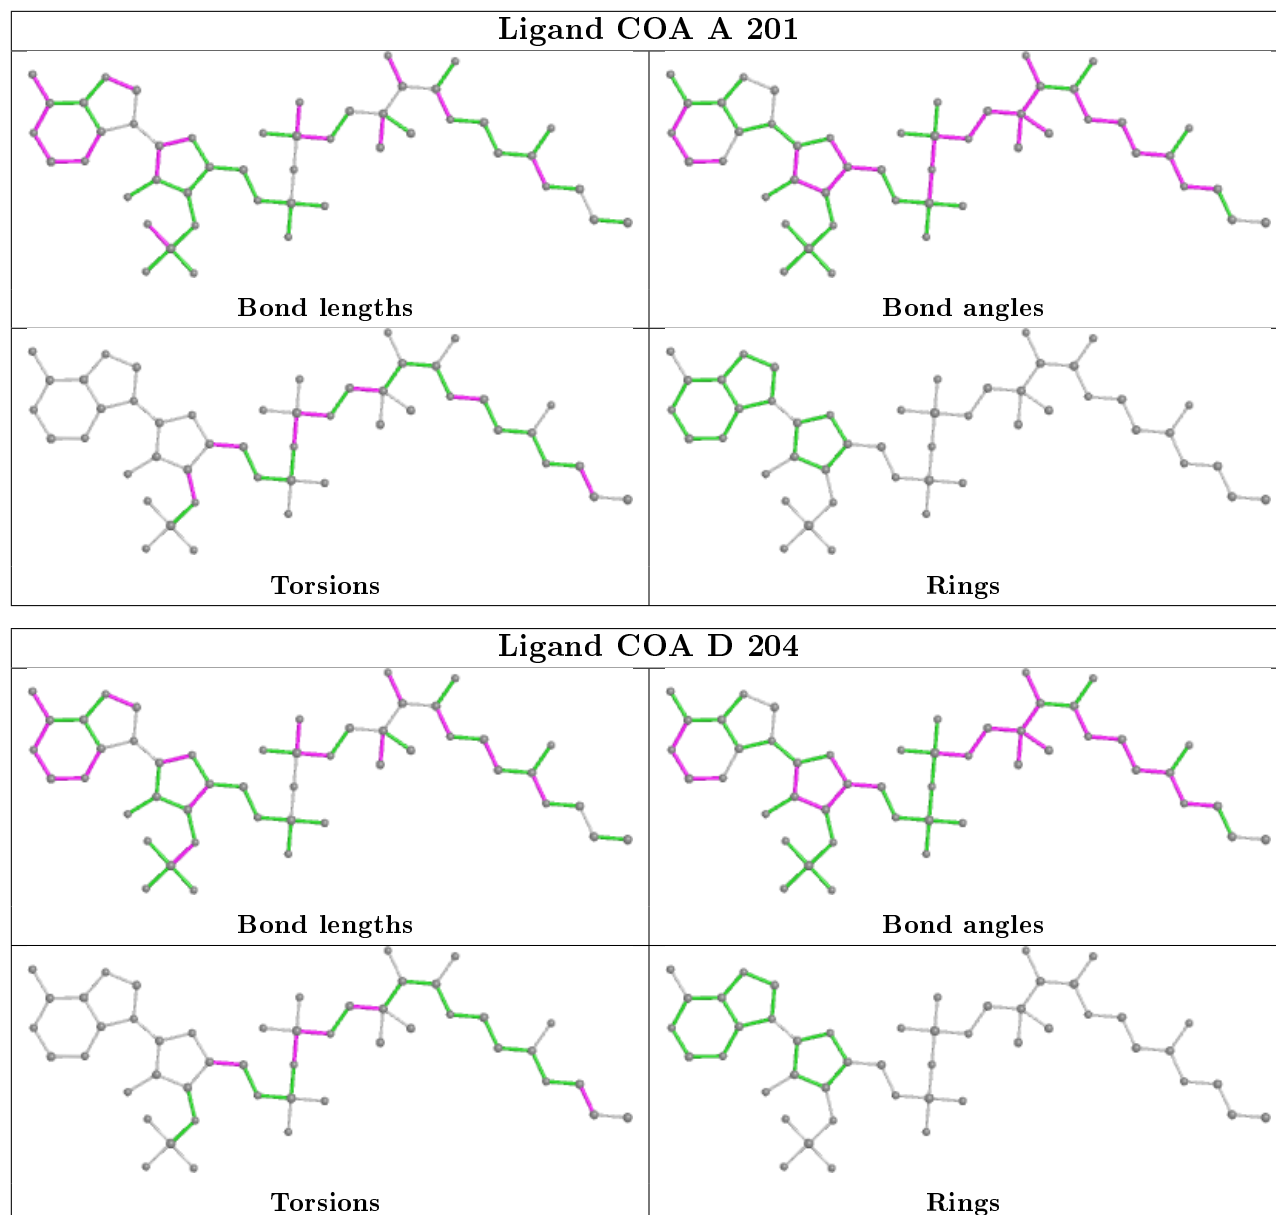 Ligand COA A 201
Bond lengths
Bond angles
Torsions
Rings
Ligand COA D 204
Bond lengths
Bond angles
Torsions
Rings